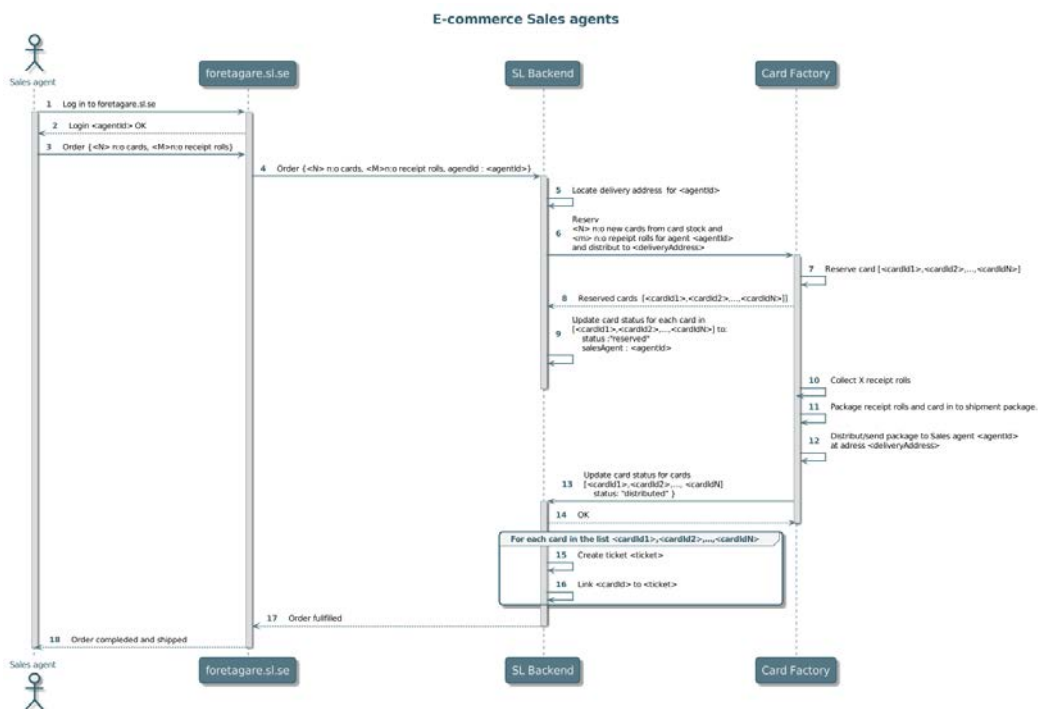 E-commerce Sales agents
Sales agent
foretagare.sl.se
SL Backend
Card Factory
1 Log in to foretagare.sl.se
2 Login <agentId> OK
3 Order {<N> n:o cards, <M>n:o receipt rolls}
4 Order {<N> n:o cards, <M>n:o receipt rolls, agendId : <agentId>}
5 Locate delivery address for <agentId>
Reserv
6 <N> n:o new cards from card stock and
<m> n:o repeipt rolls for agent <agentId>
and distribut to <deliveryAddress>
7 Reserve card [<cardId1>,<cardId2>,...,<cardIdN>]
8 Reserved cards [<cardId1>,<cardId2>,...,<cardIdN>]]
Update card status for each card in
9 [<cardId1>,<cardId2>,...,<cardIdN>] to:
status :"reserved"
salesAgent : <agentId>
10 Collect X receipt rolls
11 Package receipt rolls and card in to shipment package.
12 Distribut/send package to Sales agent <agentId>
at adress <deliveryAddress>
Update card status for cards
13 [<cardId1>,<cardId2>,..., <cardIdN]
status: "distributed" }
14 OK
For each card in the list <cardId1>,<cardId2>,...,<cardIdN>
15 Create ticket <ticket>
16 Link <cardId> to <ticket>
17 Order fullfilled
18 Order compleded and shipped
Sales agent
foretagare.sl.se
SL Backend
Card Factory